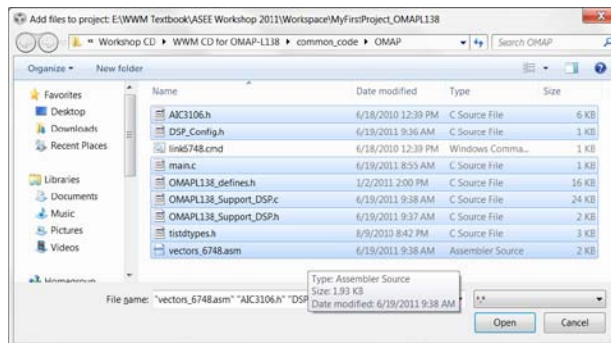 Add files to project: E:\WWM Textbook\ASEE Workshop 2011\Workspace\MyFirstProject_OMAPL138
« Workshop CD ▸ WWM CD for OMAP-L138 ▸ common_code ▸ OMAP
Search OMAP
Organize
New folder
Name Date modified Type Size
Favorites
Desktop
Downloads
Recent Places
Libraries
Documents
Music
Pictures
Videos
Homegroup
AIC3106.h 6/18/2010 12:39 PM C Source File 6 KB
DSP_Config.h 6/19/2011 9:36 AM C Source File 1 KB
link6748.cmd 6/18/2010 12:39 PM Windows Comma... 1 KB
main.c 6/19/2011 8:55 AM C Source File 1 KB
OMAPL138_defines.h 1/2/2011 2:00 PM C Source File 16 KB
OMAPL138_Support_DSP.c 6/19/2011 9:38 AM C Source File 24 KB
OMAPL138_Support_DSP.h 6/19/2011 9:37 AM C Source File 2 KB
tistdtypes.h 8/9/2010 8:42 PM C Source File 3 KB
vectors_6748.asm 6/19/2011 9:38 AM Assembler Source 2 KB
Type: Assembler Source
Size: 1.93 KB
Date modified: 6/19/2011 9:38 AM
File name: "vectors_6748.asm" "AIC3106.h" "DSP
*.*
Open
Cancel